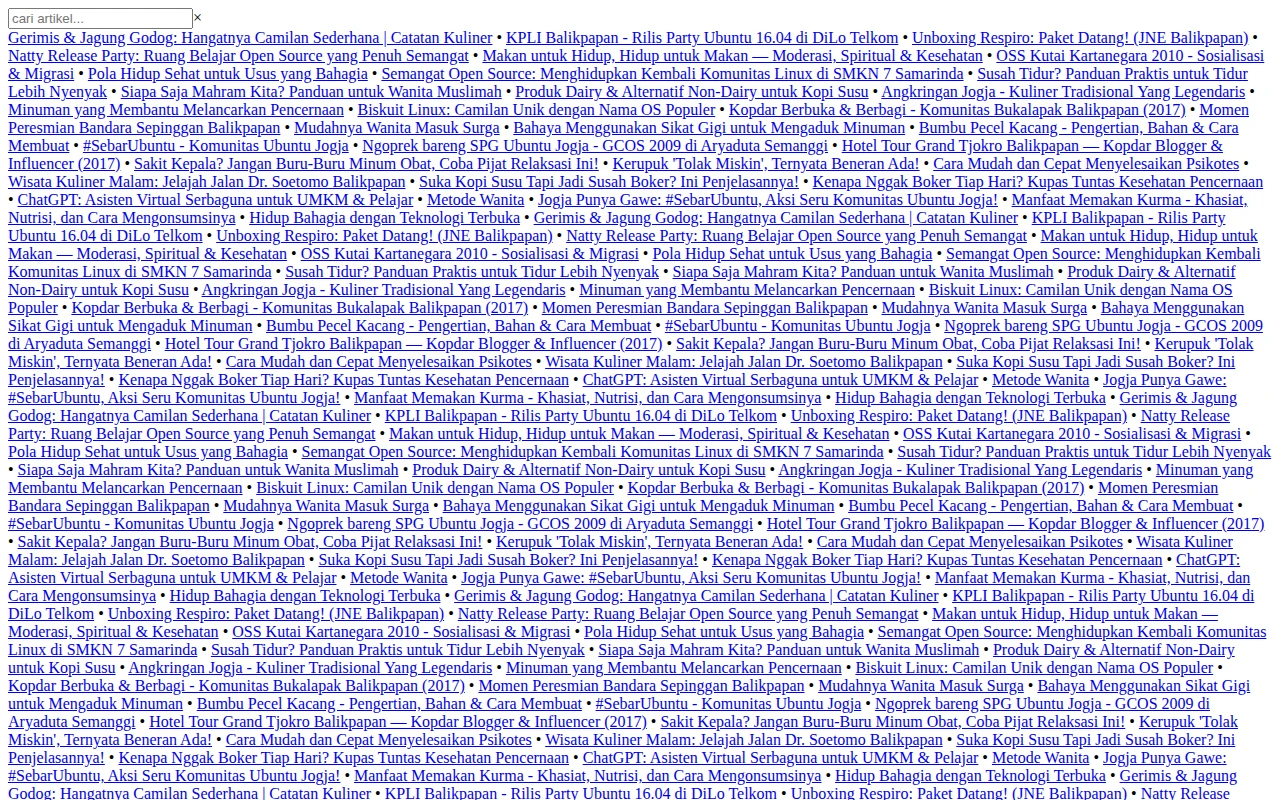 cari artikel... ×
Gerimis & Jagung Godog: Hangatnya Camilan Sederhana | Catatan Kuliner • KPLI Balikpapan - Rilis Party Ubuntu 16.04 di DiLo Telkom • Unboxing Respiro: Paket Datang! (JNE Balikpapan) •
Natty Release Party: Ruang Belajar Open Source yang Penuh Semangat • Makan untuk Hidup, Hidup untuk Makan — Moderasi, Spiritual & Kesehatan • OSS Kutai Kartanegara 2010 - Sosialisasi
& Migrasi • Pola Hidup Sehat untuk Usus yang Bahagia • Semangat Open Source: Menghidupkan Kembali Komunitas Linux di SMKN 7 Samarinda • Susah Tidur? Panduan Praktis untuk Tidur
Lebih Nyenyak • Siapa Saja Mahram Kita? Panduan untuk Wanita Muslimah • Produk Dairy & Alternatif Non-Dairy untuk Kopi Susu • Angkringan Jogja - Kuliner Tradisional Yang Legendaris •
Minuman yang Membantu Melancarkan Pencernaan • Biskuit Linux: Camilan Unik dengan Nama OS Populer • Kopdar Berbuka & Berbagi - Komunitas Bukalapak Balikpapan (2017) • Momen
Peresmian Bandara Sepinggan Balikpapan • Mudahnya Wanita Masuk Surga • Bahaya Menggunakan Sikat Gigi untuk Mengaduk Minuman • Bumbu Pecel Kacang - Pengertian, Bahan & Cara
Membuat • #SebarUbuntu - Komunitas Ubuntu Jogja • Ngoprek bareng SPG Ubuntu Jogja - GCOS 2009 di Aryaduta Semanggi • Hotel Tour Grand Tjokro Balikpapan — Kopdar Blogger &
Influencer (2017) • Sakit Kepala? Jangan Buru-Buru Minum Obat, Coba Pijat Relaksasi Ini! • Kerupuk 'Tolak Miskin', Ternyata Beneran Ada! • Cara Mudah dan Cepat Menyelesaikan Psikotes •
Wisata Kuliner Malam: Jelajah Jalan Dr. Soetomo Balikpapan • Suka Kopi Susu Tapi Jadi Susah Boker? Ini Penjelasannya! • Kenapa Nggak Boker Tiap Hari? Kupas Tuntas Kesehatan Pencernaan
• ChatGPT: Asisten Virtual Serbaguna untuk UMKM & Pelajar • Metode Wanita • Jogja Punya Gawe: #SebarUbuntu, Aksi Seru Komunitas Ubuntu Jogja! • Manfaat Memakan Kurma - Khasiat,
Nutrisi, dan Cara Mengonsumsinya • Hidup Bahagia dengan Teknologi Terbuka • Gerimis & Jagung Godog: Hangatnya Camilan Sederhana | Catatan Kuliner • KPLI Balikpapan - Rilis Party
Ubuntu 16.04 di DiLo Telkom • Unboxing Respiro: Paket Datang! (JNE Balikpapan) • Natty Release Party: Ruang Belajar Open Source yang Penuh Semangat • Makan untuk Hidup, Hidup untuk
Makan — Moderasi, Spiritual & Kesehatan • OSS Kutai Kartanegara 2010 - Sosialisasi & Migrasi • Pola Hidup Sehat untuk Usus yang Bahagia • Semangat Open Source: Menghidupkan Kembali
Komunitas Linux di SMKN 7 Samarinda • Susah Tidur? Panduan Praktis untuk Tidur Lebih Nyenyak • Siapa Saja Mahram Kita? Panduan untuk Wanita Muslimah • Produk Dairy & Alternatif
Non-Dairy untuk Kopi Susu • Angkringan Jogja - Kuliner Tradisional Yang Legendaris • Minuman yang Membantu Melancarkan Pencernaan • Biskuit Linux: Camilan Unik dengan Nama OS
Populer • Kopdar Berbuka & Berbagi - Komunitas Bukalapak Balikpapan (2017) • Momen Peresmian Bandara Sepinggan Balikpapan • Mudahnya Wanita Masuk Surga • Bahaya Menggunakan
Sikat Gigi untuk Mengaduk Minuman • Bumbu Pecel Kacang - Pengertian, Bahan & Cara Membuat • #SebarUbuntu - Komunitas Ubuntu Jogja • Ngoprek bareng SPG Ubuntu Jogja - GCOS 2009
di Aryaduta Semanggi • Hotel Tour Grand Tjokro Balikpapan — Kopdar Blogger & Influencer (2017) • Sakit Kepala? Jangan Buru-Buru Minum Obat, Coba Pijat Relaksasi Ini! • Kerupuk 'Tolak
Miskin', Ternyata Beneran Ada! • Cara Mudah dan Cepat Menyelesaikan Psikotes • Wisata Kuliner Malam: Jelajah Jalan Dr. Soetomo Balikpapan • Suka Kopi Susu Tapi Jadi Susah Boker? Ini
Penjelasannya! • Kenapa Nggak Boker Tiap Hari? Kupas Tuntas Kesehatan Pencernaan • ChatGPT: Asisten Virtual Serbaguna untuk UMKM & Pelajar • Metode Wanita • Jogja Punya Gawe:
#SebarUbuntu, Aksi Seru Komunitas Ubuntu Jogja! • Manfaat Memakan Kurma - Khasiat, Nutrisi, dan Cara Mengonsumsinya • Hidup Bahagia dengan Teknologi Terbuka • Gerimis & Jagung
Godog: Hangatnya Camilan Sederhana | Catatan Kuliner • KPLI Balikpapan - Rilis Party Ubuntu 16.04 di DiLo Telkom • Unboxing Respiro: Paket Datang! (JNE Balikpapan) • Natty Release
Party: Ruang Belajar Open Source yang Penuh Semangat • Makan untuk Hidup, Hidup untuk Makan — Moderasi, Spiritual & Kesehatan • OSS Kutai Kartanegara 2010 - Sosialisasi & Migrasi •
Pola Hidup Sehat untuk Usus yang Bahagia • Semangat Open Source: Menghidupkan Kembali Komunitas Linux di SMKN 7 Samarinda • Susah Tidur? Panduan Praktis untuk Tidur Lebih Nyenyak
• Siapa Saja Mahram Kita? Panduan untuk Wanita Muslimah • Produk Dairy & Alternatif Non-Dairy untuk Kopi Susu • Angkringan Jogja - Kuliner Tradisional Yang Legendaris • Minuman yang
Membantu Melancarkan Pencernaan • Biskuit Linux: Camilan Unik dengan Nama OS Populer • Kopdar Berbuka & Berbagi - Komunitas Bukalapak Balikpapan (2017) • Momen Peresmian
Bandara Sepinggan Balikpapan • Mudahnya Wanita Masuk Surga • Bahaya Menggunakan Sikat Gigi untuk Mengaduk Minuman • Bumbu Pecel Kacang - Pengertian, Bahan & Cara Membuat •
#SebarUbuntu - Komunitas Ubuntu Jogja • Ngoprek bareng SPG Ubuntu Jogja - GCOS 2009 di Aryaduta Semanggi • Hotel Tour Grand Tjokro Balikpapan — Kopdar Blogger & Influencer (2017)
• Sakit Kepala? Jangan Buru-Buru Minum Obat, Coba Pijat Relaksasi Ini! • Kerupuk 'Tolak Miskin', Ternyata Beneran Ada! • Cara Mudah dan Cepat Menyelesaikan Psikotes • Wisata Kuliner
Malam: Jelajah Jalan Dr. Soetomo Balikpapan • Suka Kopi Susu Tapi Jadi Susah Boker? Ini Penjelasannya! • Kenapa Nggak Boker Tiap Hari? Kupas Tuntas Kesehatan Pencernaan • ChatGPT:
Asisten Virtual Serbaguna untuk UMKM & Pelajar • Metode Wanita • Jogja Punya Gawe: #SebarUbuntu, Aksi Seru Komunitas Ubuntu Jogja! • Manfaat Memakan Kurma - Khasiat, Nutrisi, dan
Cara Mengonsumsinya • Hidup Bahagia dengan Teknologi Terbuka • Gerimis & Jagung Godog: Hangatnya Camilan Sederhana | Catatan Kuliner • KPLI Balikpapan - Rilis Party Ubuntu 16.04 di
DiLo Telkom • Unboxing Respiro: Paket Datang! (JNE Balikpapan) • Natty Release Party: Ruang Belajar Open Source yang Penuh Semangat • Makan untuk Hidup, Hidup untuk Makan —
Moderasi, Spiritual & Kesehatan • OSS Kutai Kartanegara 2010 - Sosialisasi & Migrasi • Pola Hidup Sehat untuk Usus yang Bahagia • Semangat Open Source: Menghidupkan Kembali Komunitas
Linux di SMKN 7 Samarinda • Susah Tidur? Panduan Praktis untuk Tidur Lebih Nyenyak • Siapa Saja Mahram Kita? Panduan untuk Wanita Muslimah • Produk Dairy & Alternatif Non-Dairy
untuk Kopi Susu • Angkringan Jogja - Kuliner Tradisional Yang Legendaris • Minuman yang Membantu Melancarkan Pencernaan • Biskuit Linux: Camilan Unik dengan Nama OS Populer •
Kopdar Berbuka & Berbagi - Komunitas Bukalapak Balikpapan (2017) • Momen Peresmian Bandara Sepinggan Balikpapan • Mudahnya Wanita Masuk Surga • Bahaya Menggunakan Sikat Gigi
untuk Mengaduk Minuman • Bumbu Pecel Kacang - Pengertian, Bahan & Cara Membuat • #SebarUbuntu - Komunitas Ubuntu Jogja • Ngoprek bareng SPG Ubuntu Jogja - GCOS 2009 di
Aryaduta Semanggi • Hotel Tour Grand Tjokro Balikpapan — Kopdar Blogger & Influencer (2017) • Sakit Kepala? Jangan Buru-Buru Minum Obat, Coba Pijat Relaksasi Ini! • Kerupuk 'Tolak
Miskin', Ternyata Beneran Ada! • Cara Mudah dan Cepat Menyelesaikan Psikotes • Wisata Kuliner Malam: Jelajah Jalan Dr. Soetomo Balikpapan • Suka Kopi Susu Tapi Jadi Susah Boker? Ini
Penjelasannya! • Kenapa Nggak Boker Tiap Hari? Kupas Tuntas Kesehatan Pencernaan • ChatGPT: Asisten Virtual Serbaguna untuk UMKM & Pelajar • Metode Wanita • Jogja Punya Gawe:
#SebarUbuntu, Aksi Seru Komunitas Ubuntu Jogja! • Manfaat Memakan Kurma - Khasiat, Nutrisi, dan Cara Mengonsumsinya • Hidup Bahagia dengan Teknologi Terbuka • Gerimis & Jagung
Godog: Hangatnya Camilan Sederhana | Catatan Kuliner • KPLI Balikpapan - Rilis Party Ubuntu 16.04 di DiLo Telkom • Unboxing Respiro: Paket Datang! (JNE Balikpapan) • Natty Release